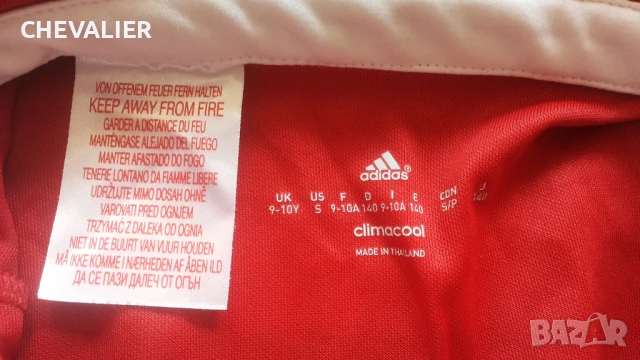 CHEVALIER
VON OFFENEM FEUER FERN HALTEN
KEEP AWAY FROM FIRE
GARDER A DISTANCE DU FEU
MANTÉNGASE ALEJADO DEL FUEGO
MANTER AFASTADO DO FOGO
TENERE LONTANO DA FIAMME LIBERE
UDRŽUJTE MIMO DOSAH OHNĚ
VAROVATI PRED OGNJEM
TRZYMAĆ Z DALEKA OD OGNIA
NIET IN DE BUURT VAN VUUR HOUDEN
MÅ IKKE KOMME I NÆRHEDEN AF ÅBEN ILD
ДА СЕ ПАЗИ ДАЛЕЧ ОТ ОГЪН
adidas
UK US F D I E CDN J
9-10Y S 9-10A 140 9-10A 140 S/P 140
climacool
MADE IN THAILAND
BAZAR
bg